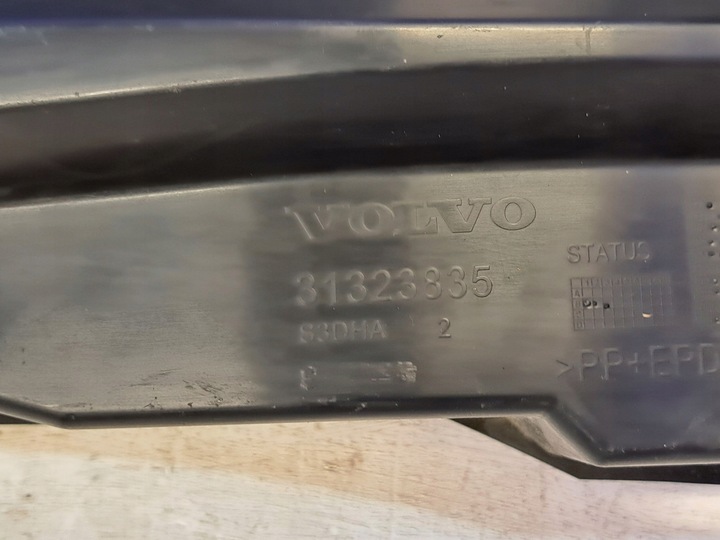 VOLVO
31323835
S3DHA 2
STATUS
>PP+EPD